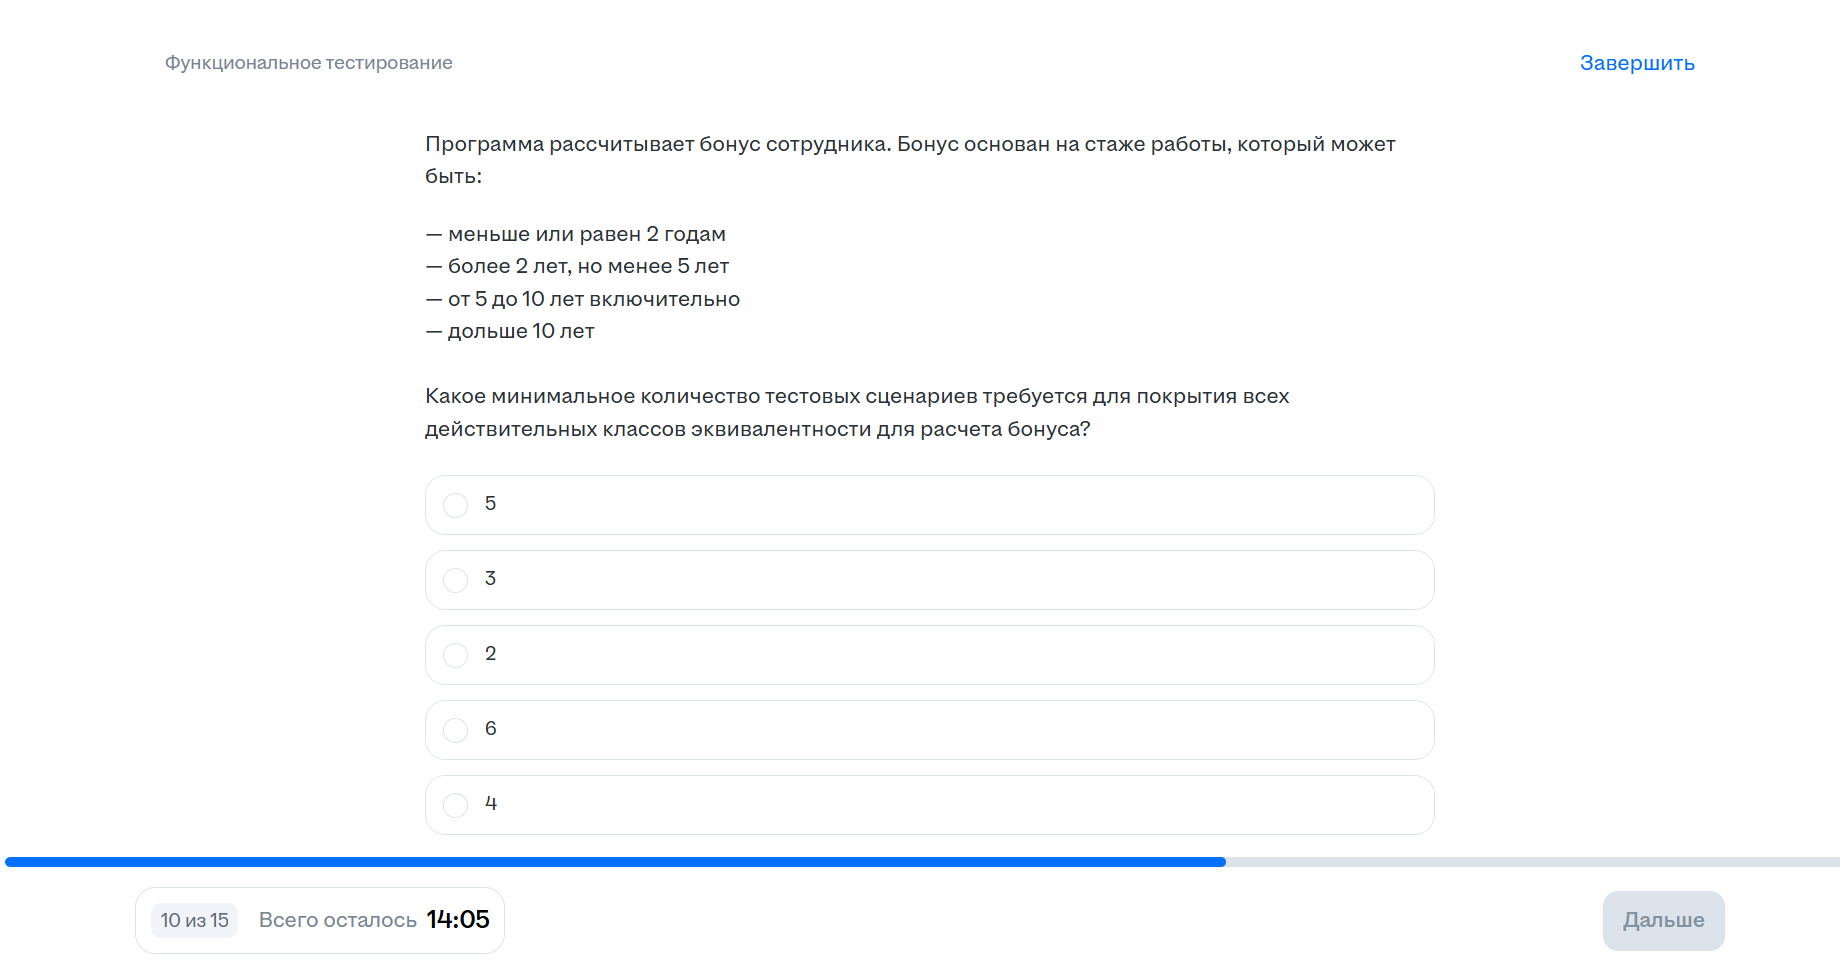 Функциональное тестирование
Завершить
Программа рассчитывает бонус сотрудника. Бонус основан на стаже работы, который может
быть:
— меньше или равен 2 годам
— более 2 лет, но менее 5 лет
— от 5 до 10 лет включительно
— дольше 10 лет
Какое минимальное количество тестовых сценариев требуется для покрытия всех
действительных классов эквивалентности для расчета бонуса?
5
3
2
6
4
10 из 15
Всего осталось 14:05
Дальше